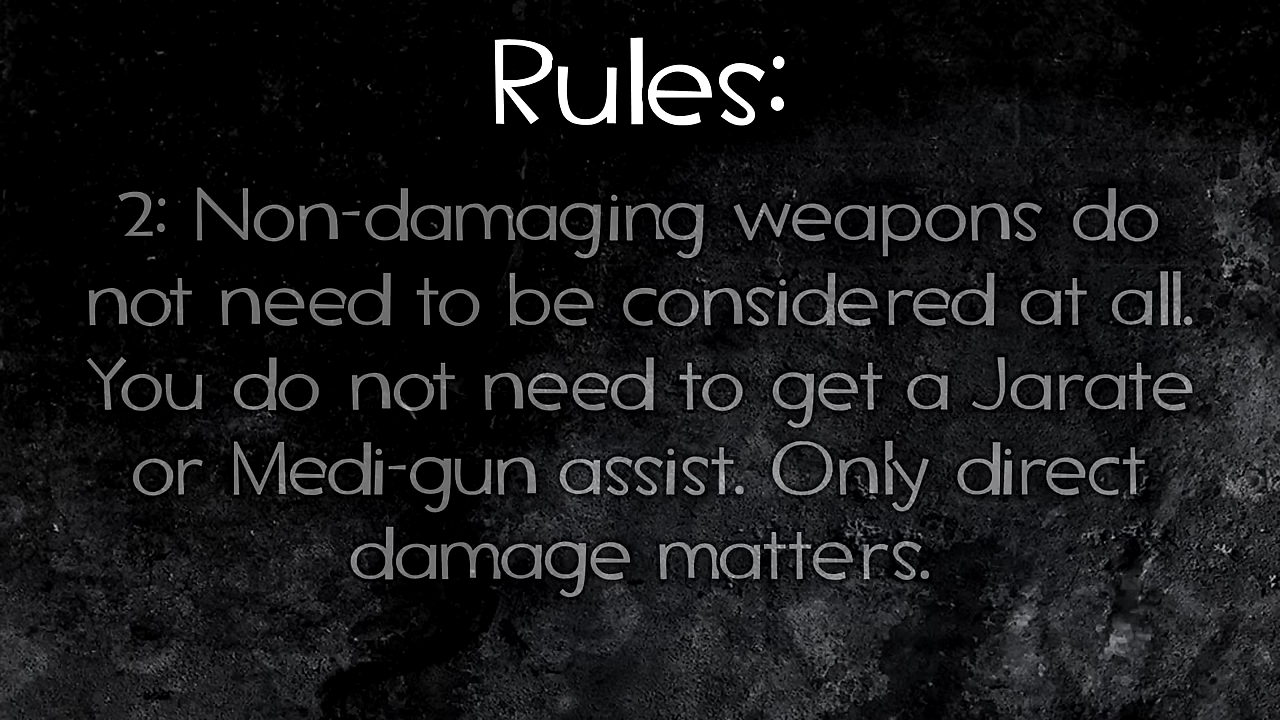 Rules:
2: Non-damaging weapons do
not need to be considered at all.
You do not need to get a Jarate
or Medi-gun assist. Only direct
damage matters.